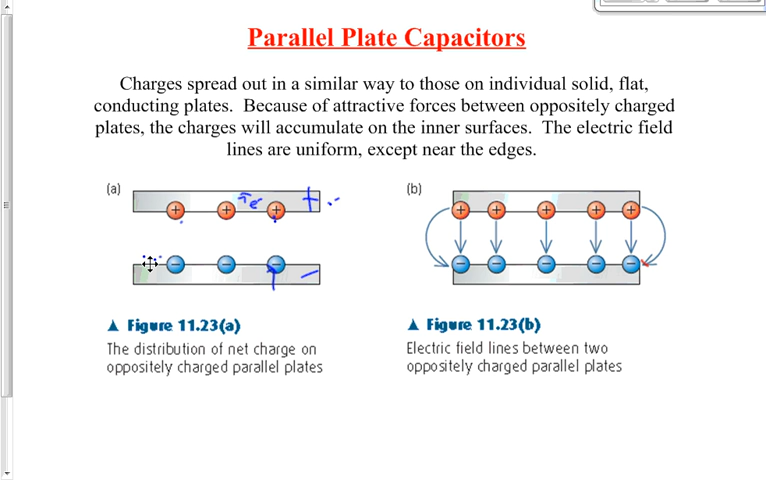 Parallel Plate Capacitors
Charges spread out in a similar way to those on individual solid, flat,
conducting plates.  Because of attractive forces between oppositely charged
plates, the charges will accumulate on the inner surfaces.  The electric field
lines are uniform, except near the edges.
(a)
+ + + +
− − − −
▲ Figure 11.23(a)
The distribution of net charge on
oppositely charged parallel plates
(b)
+ + + + +
− − − − −
▲ Figure 11.23(b)
Electric field lines between two
oppositely charged parallel plates